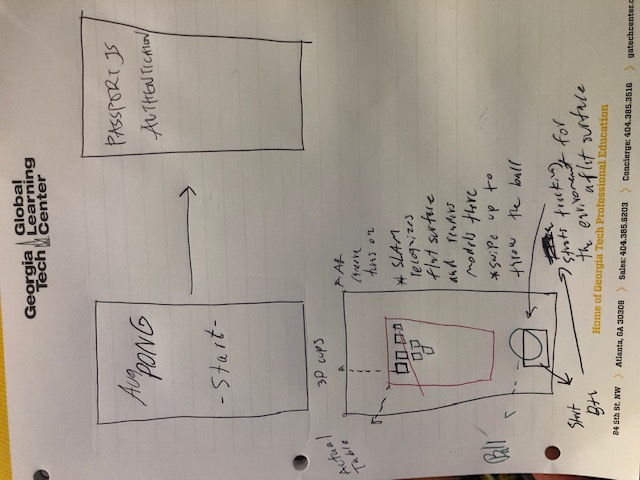 Georgia Tech
Global Learning Center
Aug
PONG
- Start -
PASSPORT JS
AUTHENTICATION
Actual
Table
3D cups
* AR
turns on
* SLAM
recognizes
flat surface
and renders
models there
* swipe up to
throw the ball
Ball
Start
Btn
starts tracking
the enviroment for
a flat surface
Home of Georgia Tech Professional Education
84 5th St. NW > Atlanta, GA 30308 > Sales: 404.385.6203 > Concierge: 404.385.3516 > gatechcenter.c